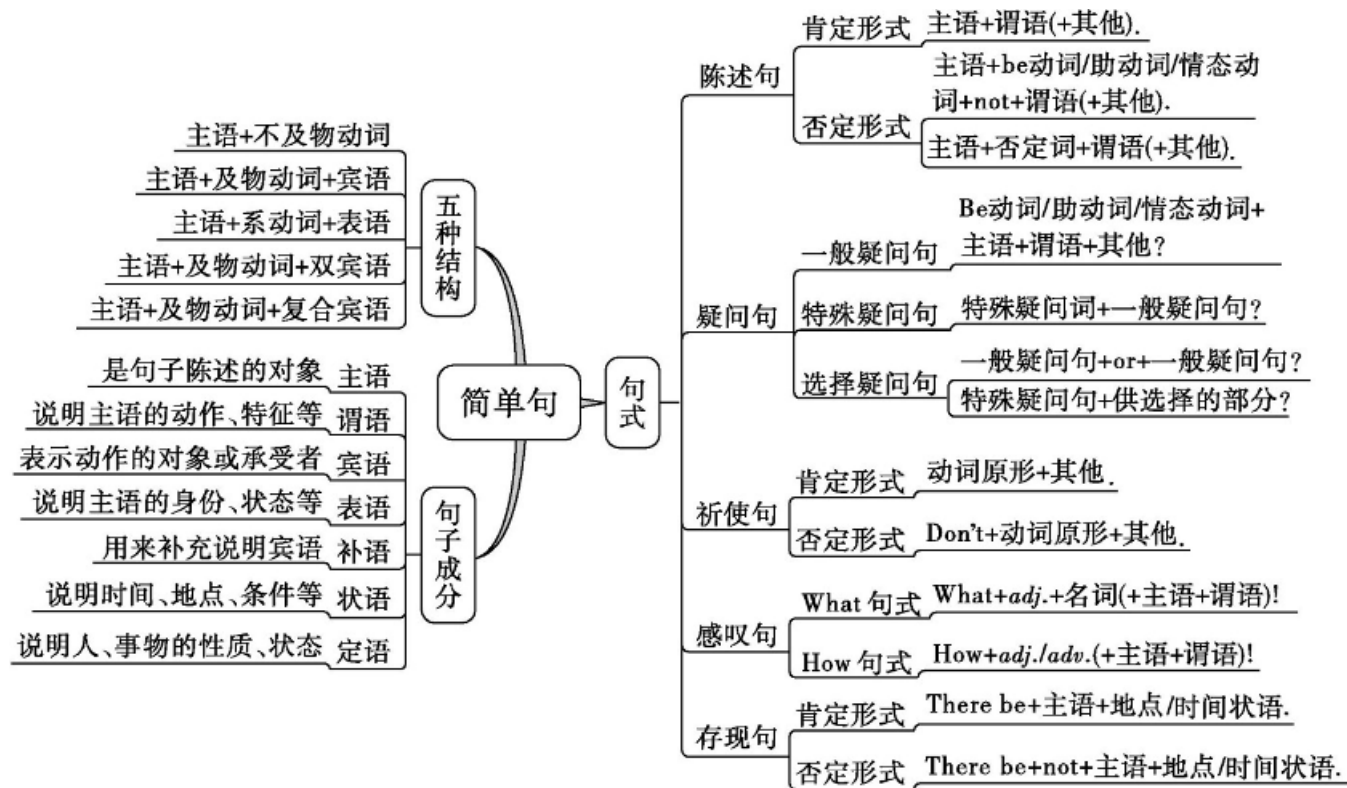 简单句
五种结构
主语+不及物动词
主语+及物动词+宾语
主语+系动词+表语
主语+及物动词+双宾语
主语+及物动词+复合宾语
句子成分
是句子陈述的对象 主语
说明主语的动作、特征等 谓语
表示动作的对象或承受者 宾语
说明主语的身份、状态等 表语
用来补充说明宾语 补语
说明时间、地点、条件等 状语
说明人、事物的性质、状态 定语
句式
陈述句
肯定形式 主语+谓语(+其他).
否定形式
主语+be动词/助动词/情态动
词+not+谓语(+其他).
主语+否定词+谓语(+其他).
疑问句
一般疑问句
Be动词/助动词/情态动词+
主语+谓语+其他?
特殊疑问句 特殊疑问词+一般疑问句?
选择疑问句
一般疑问句+or+一般疑问句?
特殊疑问句+供选择的部分?
祈使句
肯定形式 动词原形+其他.
否定形式 Don't+动词原形+其他.
感叹句
What 句式 What+adj.+名词(+主语+谓语)!
How 句式 How+adj./adv.(+主语+谓语)!
存现句
肯定形式 There be+主语+地点/时间状语.
否定形式 There be+not+主语+地点/时间状语.